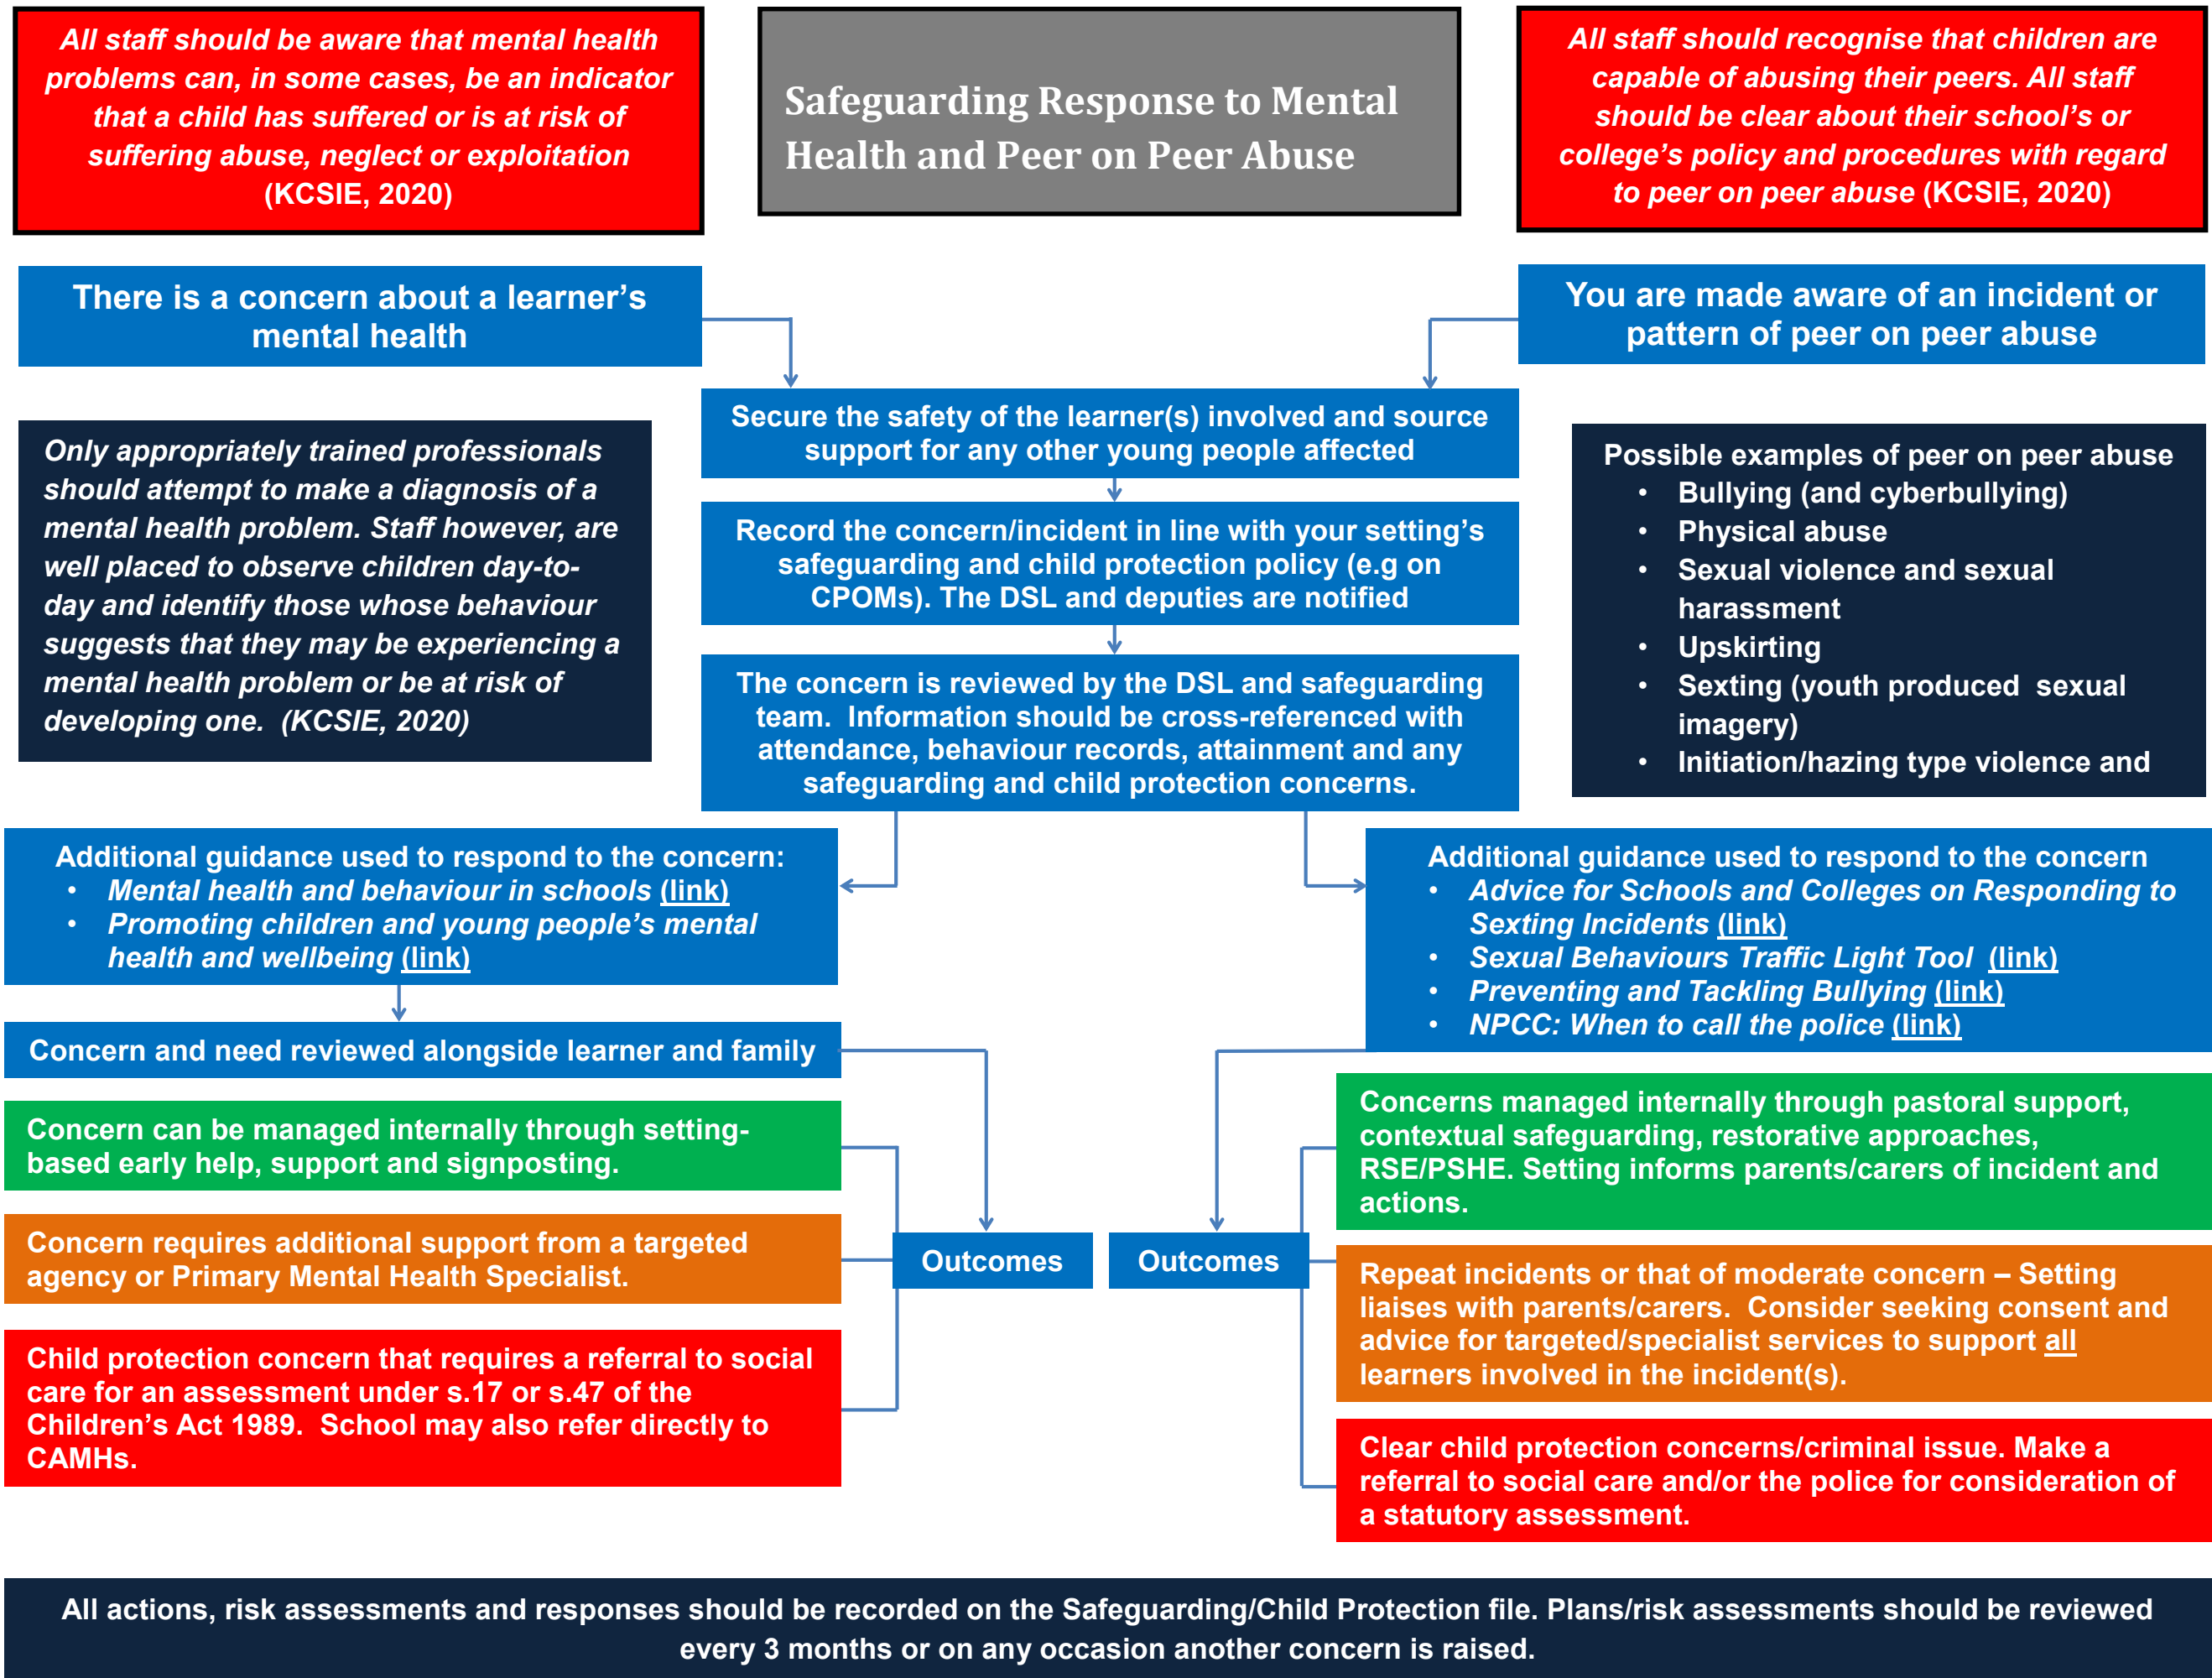 All staff should be aware that mental health
problems can, in some cases, be an indicator
that a child has suffered or is at risk of
suffering abuse, neglect or exploitation
(KCSIE, 2020)
Safeguarding Response to Mental
Health and Peer on Peer Abuse
All staff should recognise that children are
capable of abusing their peers. All staff
should be clear about their school’s or
college’s policy and procedures with regard
to peer on peer abuse (KCSIE, 2020)
There is a concern about a learner’s
mental health
You are made aware of an incident or
pattern of peer on peer abuse
Secure the safety of the learner(s) involved and source
support for any other young people affected
Only appropriately trained professionals
should attempt to make a diagnosis of a
mental health problem. Staff however, are
well placed to observe children day-to-
day and identify those whose behaviour
suggests that they may be experiencing a
mental health problem or be at risk of
developing one.  (KCSIE, 2020)
Record the concern/incident in line with your setting’s
safeguarding and child protection policy (e.g on
CPOMs). The DSL and deputies are notified
The concern is reviewed by the DSL and safeguarding
team.  Information should be cross-referenced with
attendance, behaviour records, attainment and any
safeguarding and child protection concerns.
Possible examples of peer on peer abuse
• Bullying (and cyberbullying)
• Physical abuse
• Sexual violence and sexual
harassment
• Upskirting
• Sexting (youth produced  sexual
imagery)
• Initiation/hazing type violence and
Additional guidance used to respond to the concern:
• Mental health and behaviour in schools (link)
• Promoting children and young people’s mental
health and wellbeing (link)
Additional guidance used to respond to the concern
• Advice for Schools and Colleges on Responding to
Sexting Incidents (link)
• Sexual Behaviours Traffic Light Tool  (link)
• Preventing and Tackling Bullying (link)
• NPCC: When to call the police (link)
Concern and need reviewed alongside learner and family
Concern can be managed internally through setting-
based early help, support and signposting.
Concern requires additional support from a targeted
agency or Primary Mental Health Specialist.
Child protection concern that requires a referral to social
care for an assessment under s.17 or s.47 of the
Children’s Act 1989.  School may also refer directly to
CAMHs.
Outcomes
Outcomes
Concerns managed internally through pastoral support,
contextual safeguarding, restorative approaches,
RSE/PSHE. Setting informs parents/carers of incident and
actions.
Repeat incidents or that of moderate concern – Setting
liaises with parents/carers.  Consider seeking consent and
advice for targeted/specialist services to support all
learners involved in the incident(s).
Clear child protection concerns/criminal issue. Make a
referral to social care and/or the police for consideration of
a statutory assessment.
All actions, risk assessments and responses should be recorded on the Safeguarding/Child Protection file. Plans/risk assessments should be reviewed
every 3 months or on any occasion another concern is raised.